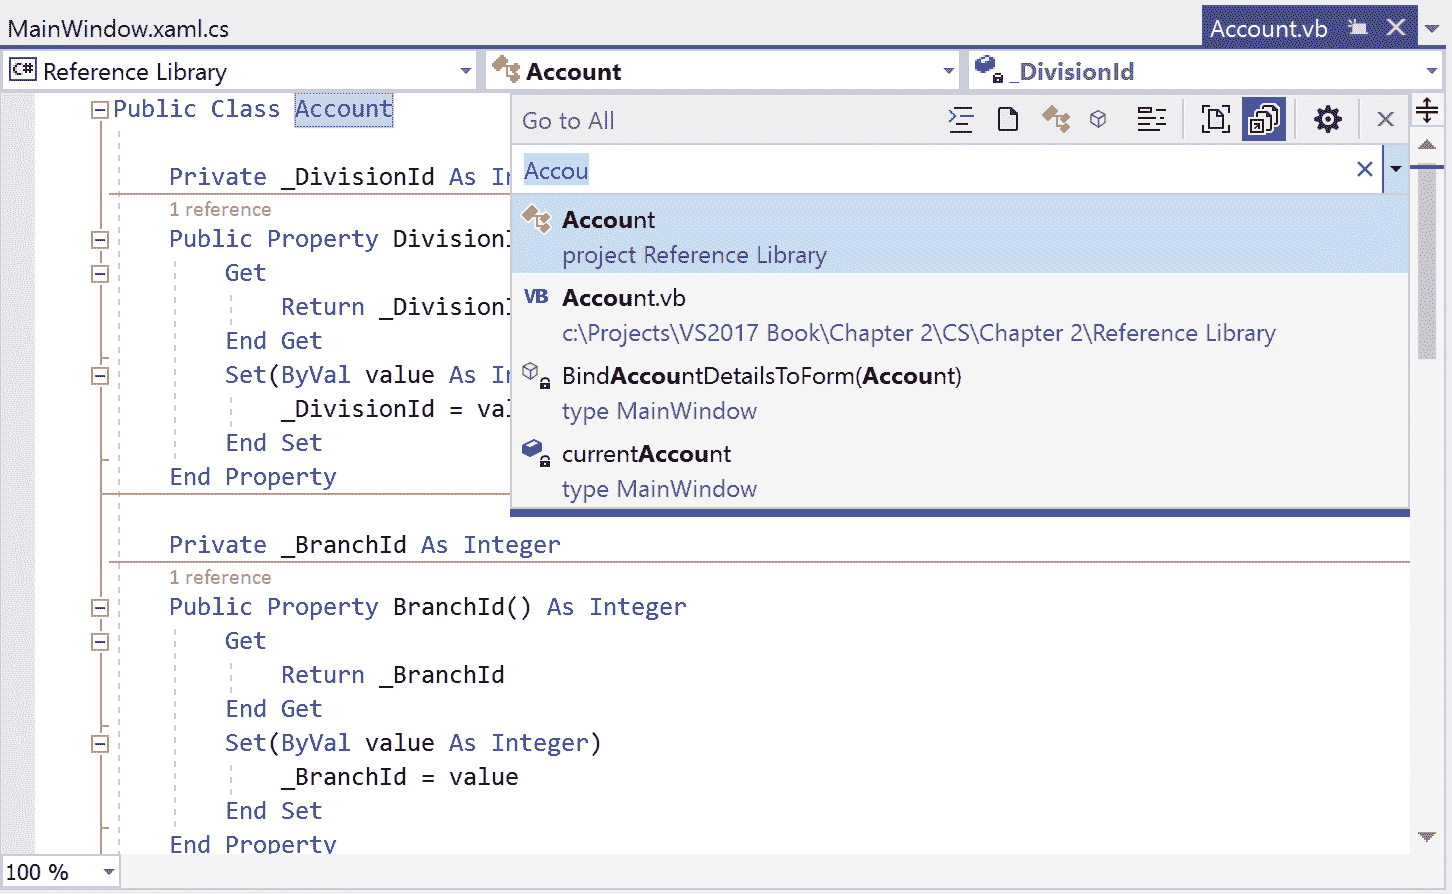 MainWindow.xaml.cs
Account.vb
C# Reference Library
Account
_DivisionId
Public Class Account
Go to All
Accou
Account
project Reference Library
VB Account.vb
c:\Projects\VS2017 Book\Chapter 2\CS\Chapter 2\Reference Library
BindAccountDetailsToForm(Account)
type MainWindow
currentAccount
type MainWindow
Private _DivisionId As In
1 reference
Public Property Division
Get
Return _Division
End Get
Set(ByVal value As In
_DivisionId = val
End Set
End Property
Private _BranchId As Integer
1 reference
Public Property BranchId() As Integer
Get
Return _BranchId
End Get
Set(ByVal value As Integer)
_BranchId = value
End Set
End Property
100 %